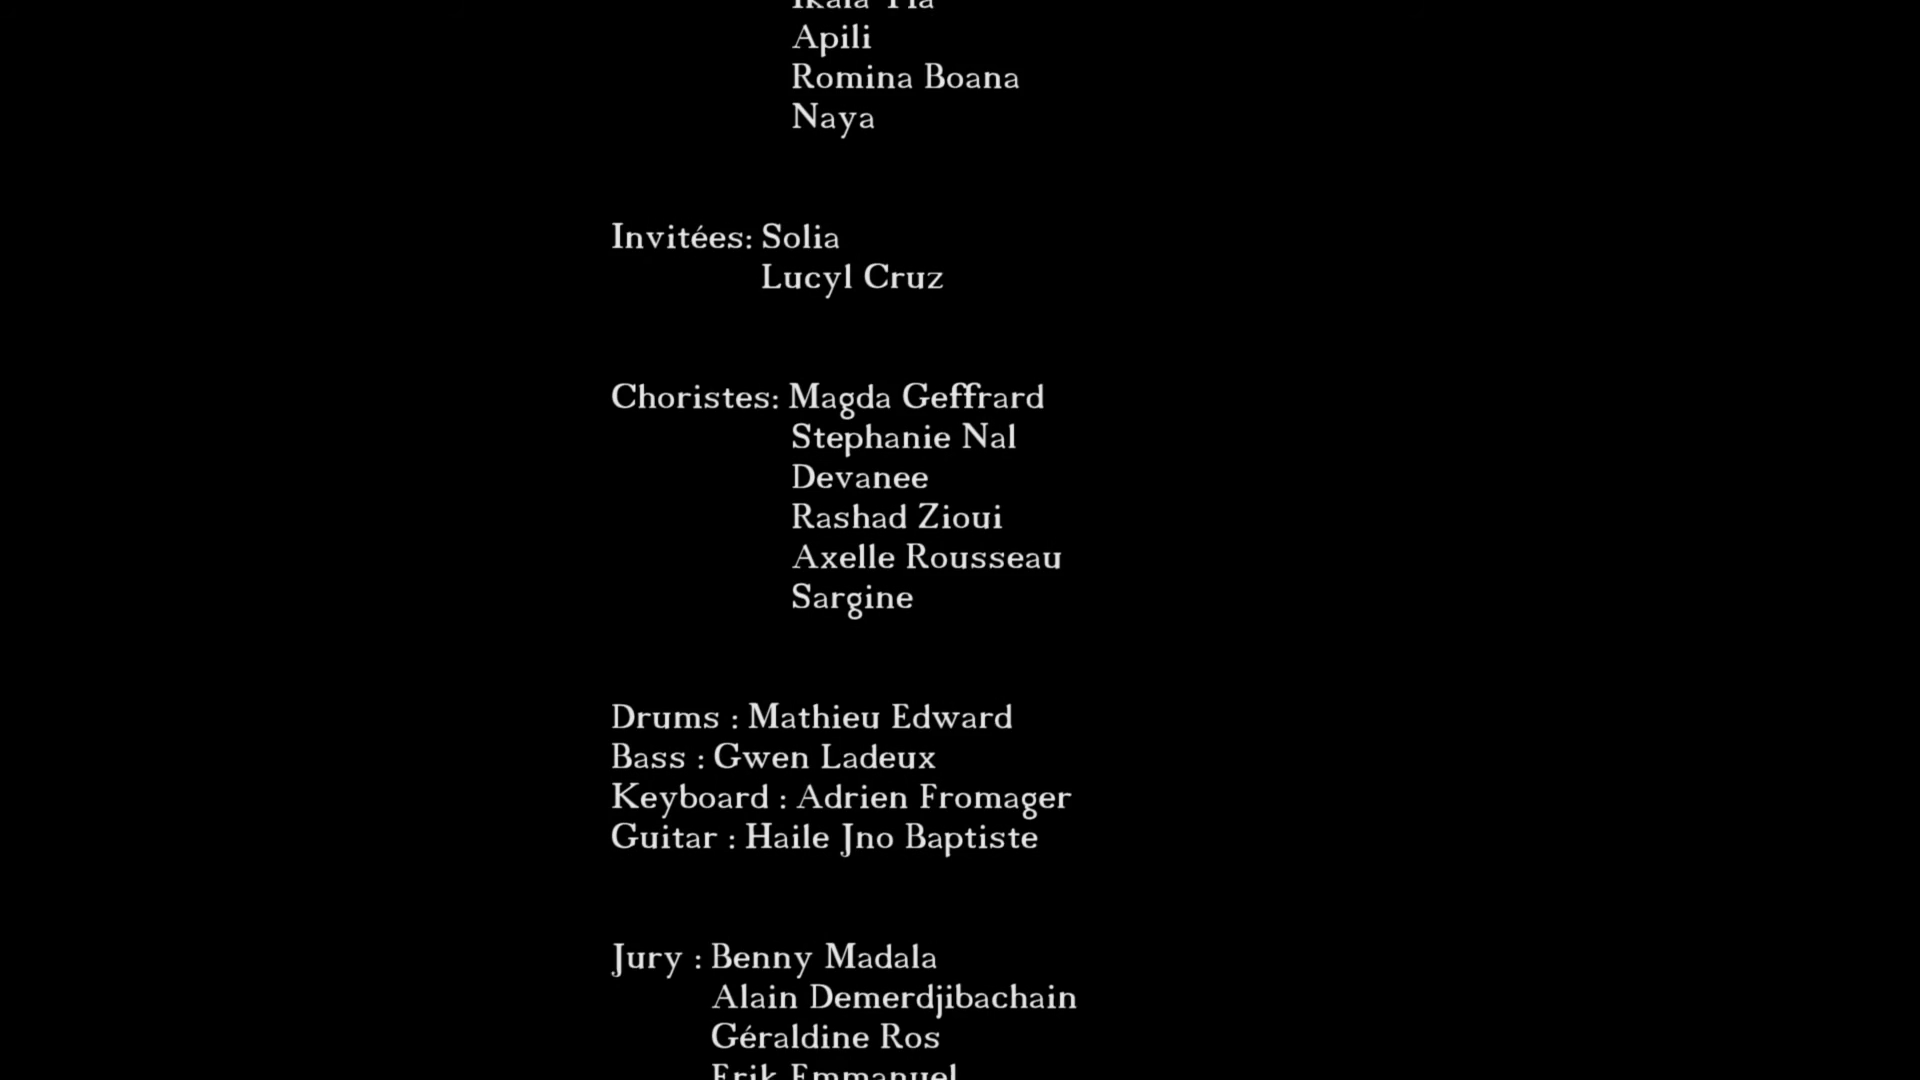 Apili
Romina Boana
Naya
Invitées: Solia
Lucyl Cruz
Choristes: Magda Geffrard
Stephanie Nal
Devanee
Rashad Zioui
Axelle Rousseau
Sargine
Drums : Mathieu Edward
Bass : Gwen Ladeux
Keyboard : Adrien Fromager
Guitar : Haile Jno Baptiste
Jury : Benny Madala
Alain Demerdjibachain
Géraldine Ros
Erik Emmanuel